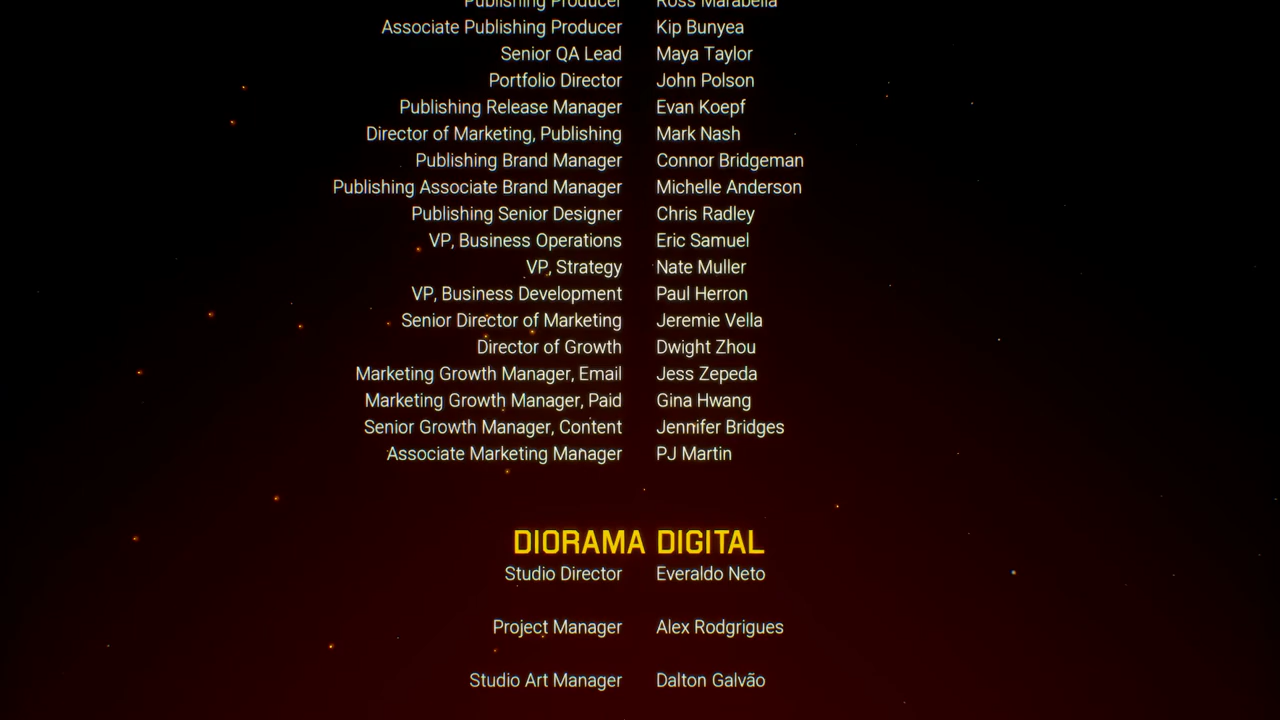 Publishing Producer Ross Marabella
Associate Publishing Producer Kip Bunyea
Senior QA Lead Maya Taylor
Portfolio Director John Polson
Publishing Release Manager Evan Koepf
Director of Marketing, Publishing Mark Nash
Publishing Brand Manager Connor Bridgeman
Publishing Associate Brand Manager Michelle Anderson
Publishing Senior Designer Chris Radley
VP, Business Operations Eric Samuel
VP, Strategy Nate Muller
VP, Business Development Paul Herron
Senior Director of Marketing Jeremie Vella
Director of Growth Dwight Zhou
Marketing Growth Manager, Email Jess Zepeda
Marketing Growth Manager, Paid Gina Hwang
Senior Growth Manager, Content Jennifer Bridges
Associate Marketing Manager PJ Martin
DIORAMA DIGITAL
Studio Director Everaldo Neto
Project Manager Alex Rodgrigues
Studio Art Manager Dalton Galvão